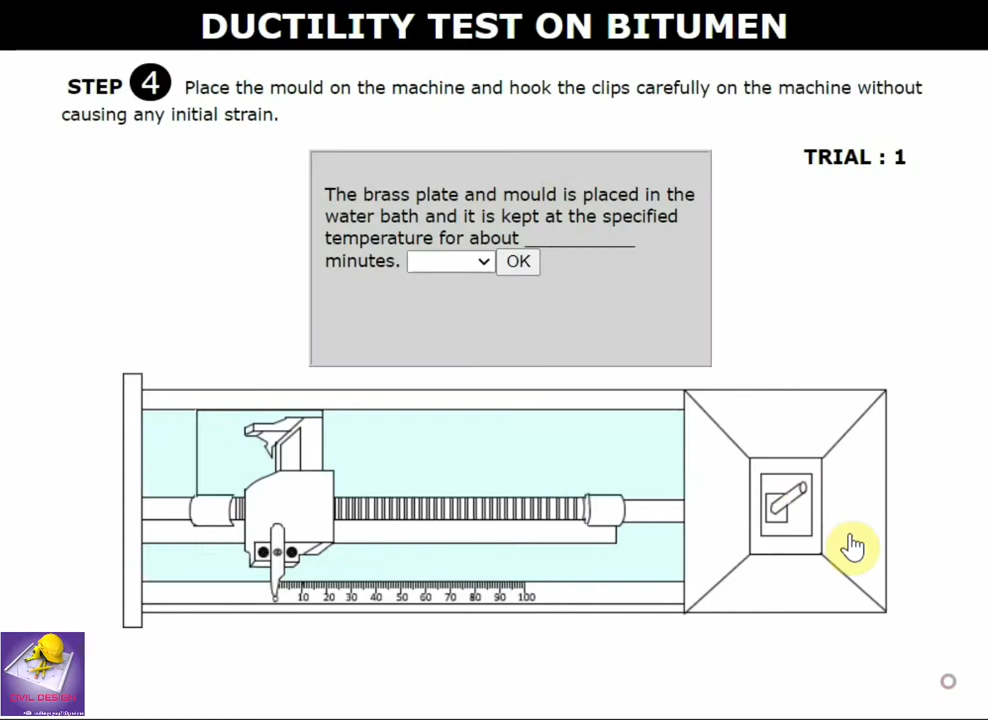 DUCTILITY TEST ON BITUMEN
STEP 4 Place the mould on the machine and hook the clips carefully on the machine without
causing any initial strain.
TRIAL : 1
The brass plate and mould is placed in the
water bath and it is kept at the specified
temperature for about ___________
minutes. OK
0 10 20 30 40 50 60 70 80 90 100
CIVIL DESIGN